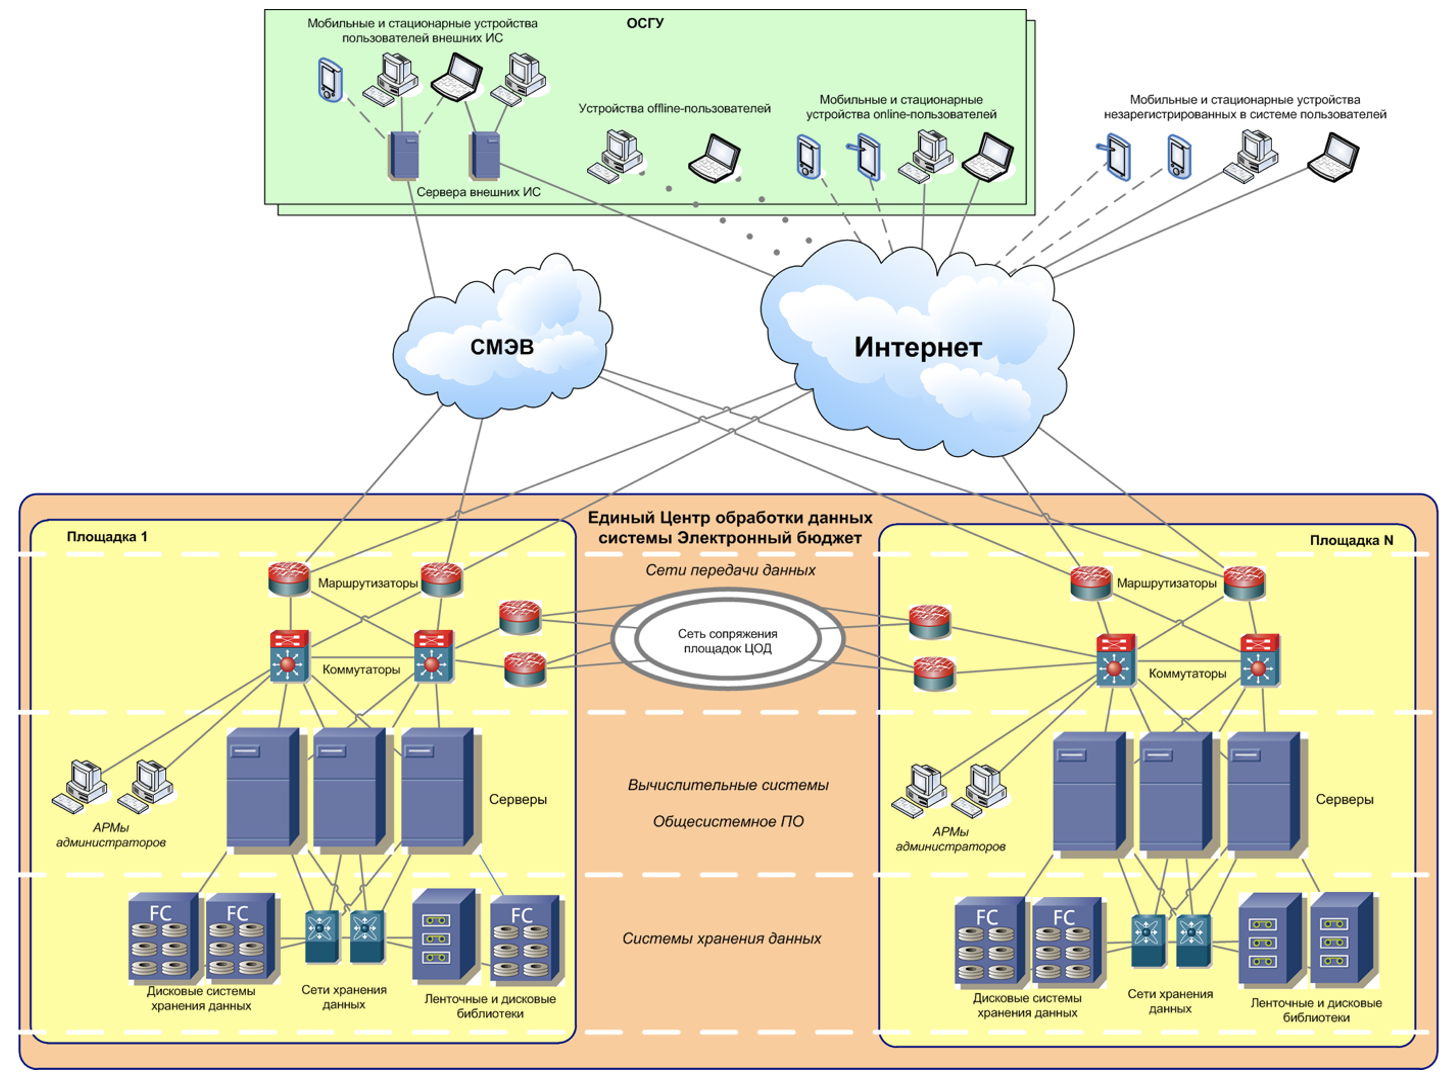 ОСГУ
Мобильные и стационарные устройства
пользователей внешних ИС
Сервера внешних ИС
Устройства offline-пользователей
Мобильные и стационарные
устройства online-пользователей
Мобильные и стационарные устройства
незарегистрированных в системе пользователей
СМЭВ
Интернет
Единый Центр обработки данных
системы Электронный бюджет
Площадка 1
Площадка N
Сети передачи данных
Маршрутизаторы
Маршрутизаторы
Сеть сопряжения
площадок ЦОД
Коммутаторы
Коммутаторы
Вычислительные системы
Общесистемное ПО
Серверы
Серверы
АРМы
администраторов
АРМы
администраторов
Системы хранения данных
FC
FC
FC
FC
FC
Дисковые системы
хранения данных
Сети хранения
данных
Ленточные и дисковые
библиотеки
Дисковые системы
хранения данных
Сети хранения
данных
Ленточные и дисковые
библиотеки